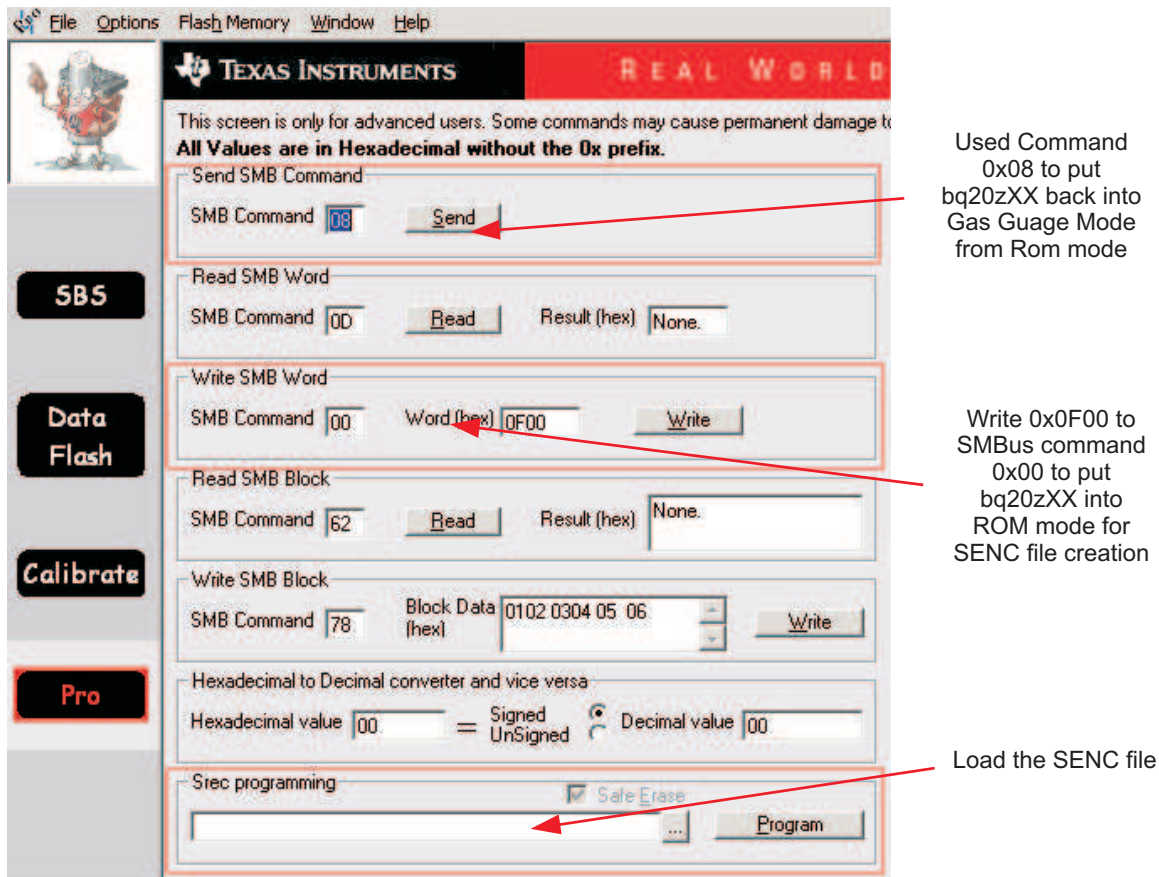 File Options Flash Memory Window Help
TEXAS INSTRUMENTS
REAL WORLD
This screen is only for advanced users. Some commands may cause permanent damage to
All Values are in Hexadecimal without the 0x prefix.
Send SMB Command
SMB Command 08 Send
Read SMB Word
SMB Command 0D Read Result (hex) None.
Write SMB Word
SMB Command 00 Word (hex) 0F00 Write
Read SMB Block
SMB Command 62 Read Result (hex) None.
Write SMB Block
SMB Command 78 Block Data (hex) 0102 0304 05 06 Write
Hexadecimal to Decimal converter and vice versa
Hexadecimal value 00 = Signed UnSigned Decimal value 00
Srec programming
Safe Erase
... Program
SBS
Data
Flash
Calibrate
Pro
Used Command
0x08 to put
bq20zXX back into
Gas Guage Mode
from Rom mode
Write 0x0F00 to
SMBus command
0x00 to put
bq20zXX into
ROM mode for
SENC file creation
Load the SENC file